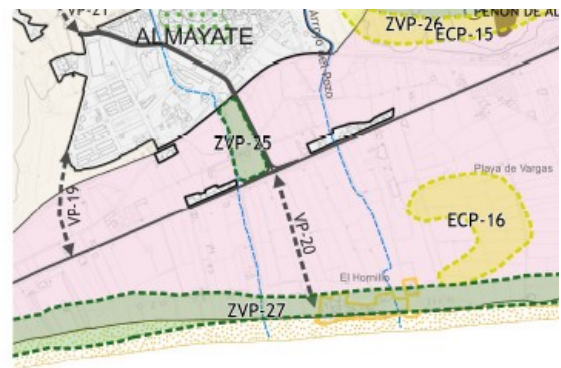 VP-21
ZVP-26
PEÑÓN DE AL
ECP-15
ALMAYATE
Arroyo del Pozo
ZVP-25
Playa de Vargas
VP-19
VP-20
ECP-16
El Hornillo
ZVP-27